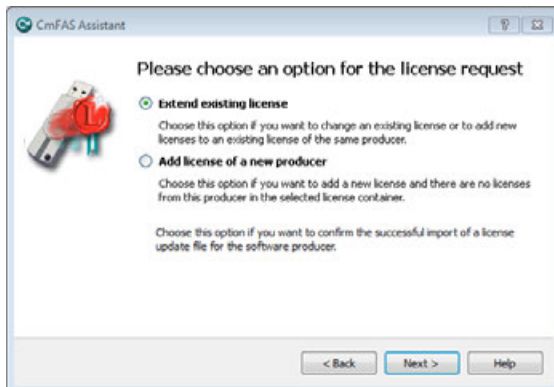 CmFAS Assistant
Please choose an option for the license request
Extend existing license
Choose this option if you want to change an existing license or to add new
licenses to an existing license of the same producer.
Add license of a new producer
Choose this option if you want to add a new license and there are no licenses
from this producer in the selected license container.
Choose this option if you want to confirm the successful import of a license
update file for the software producer.
< Back
Next >
Help